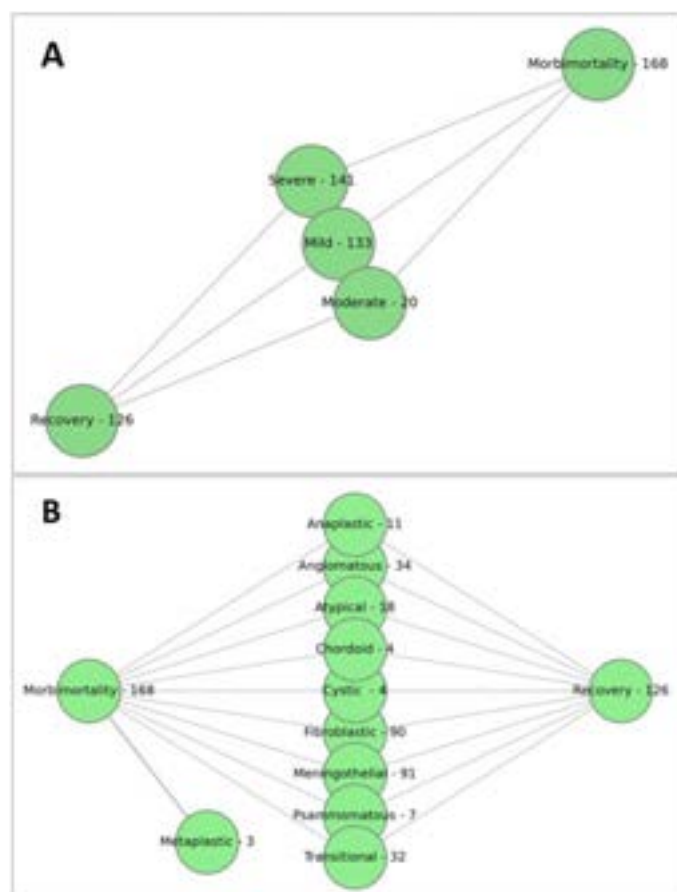 A
Morbimortality - 168
Severe - 141
Mild - 133
Moderate - 20
Recovery - 126
B
Anaplastic - 11
Angiomatous - 34
Atypical - 18
Chordoid - 4
Morbimortality - 168
Cystic - 4
Recovery - 126
Fibroblastic - 90
Meningothelial - 91
Psammomatous - 7
Metaplastic - 3
Transitional - 32